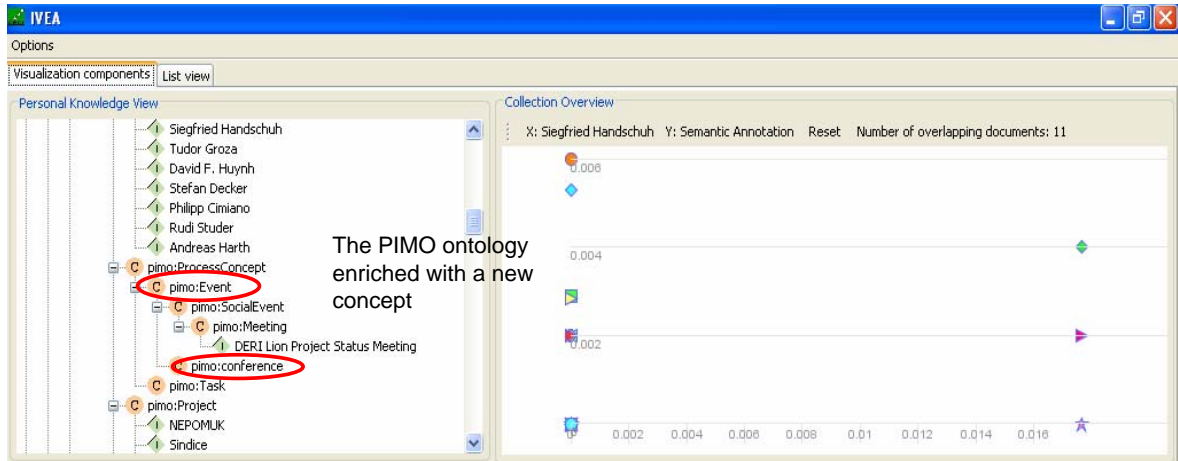 IVEA
Options
Visualization components
List view
Personal Knowledge View
Siegfried Handschuh
Tudor Groza
David F. Huynh
Stefan Decker
Philipp Cimiano
Rudi Studer
Andreas Harth
pimo:ProcessConcept
pimo:Event
pimo:SocialEvent
pimo:Meeting
DERI Lion Project Status Meeting
pimo:conference
pimo:Task
pimo:Project
NEPOMUK
Sindice
The PIMO ontology
enriched with a new
concept
Collection Overview
X: Siegfried Handschuh Y: Semantic Annotation Reset Number of overlapping documents: 11
0.006
0.004
0.002
0.002 0.004 0.006 0.008 0.01 0.012 0.014 0.016